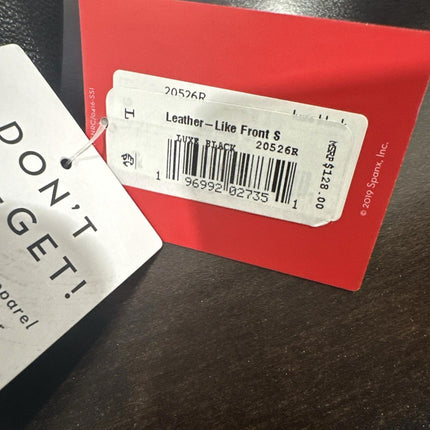 20526R
Leather-Like Front S
LUXE BLACK 20526R
1 96992 02735 1
MSRP $128.00
L
© 2019 Spanx, Inc.
DON'T
GET!
parel